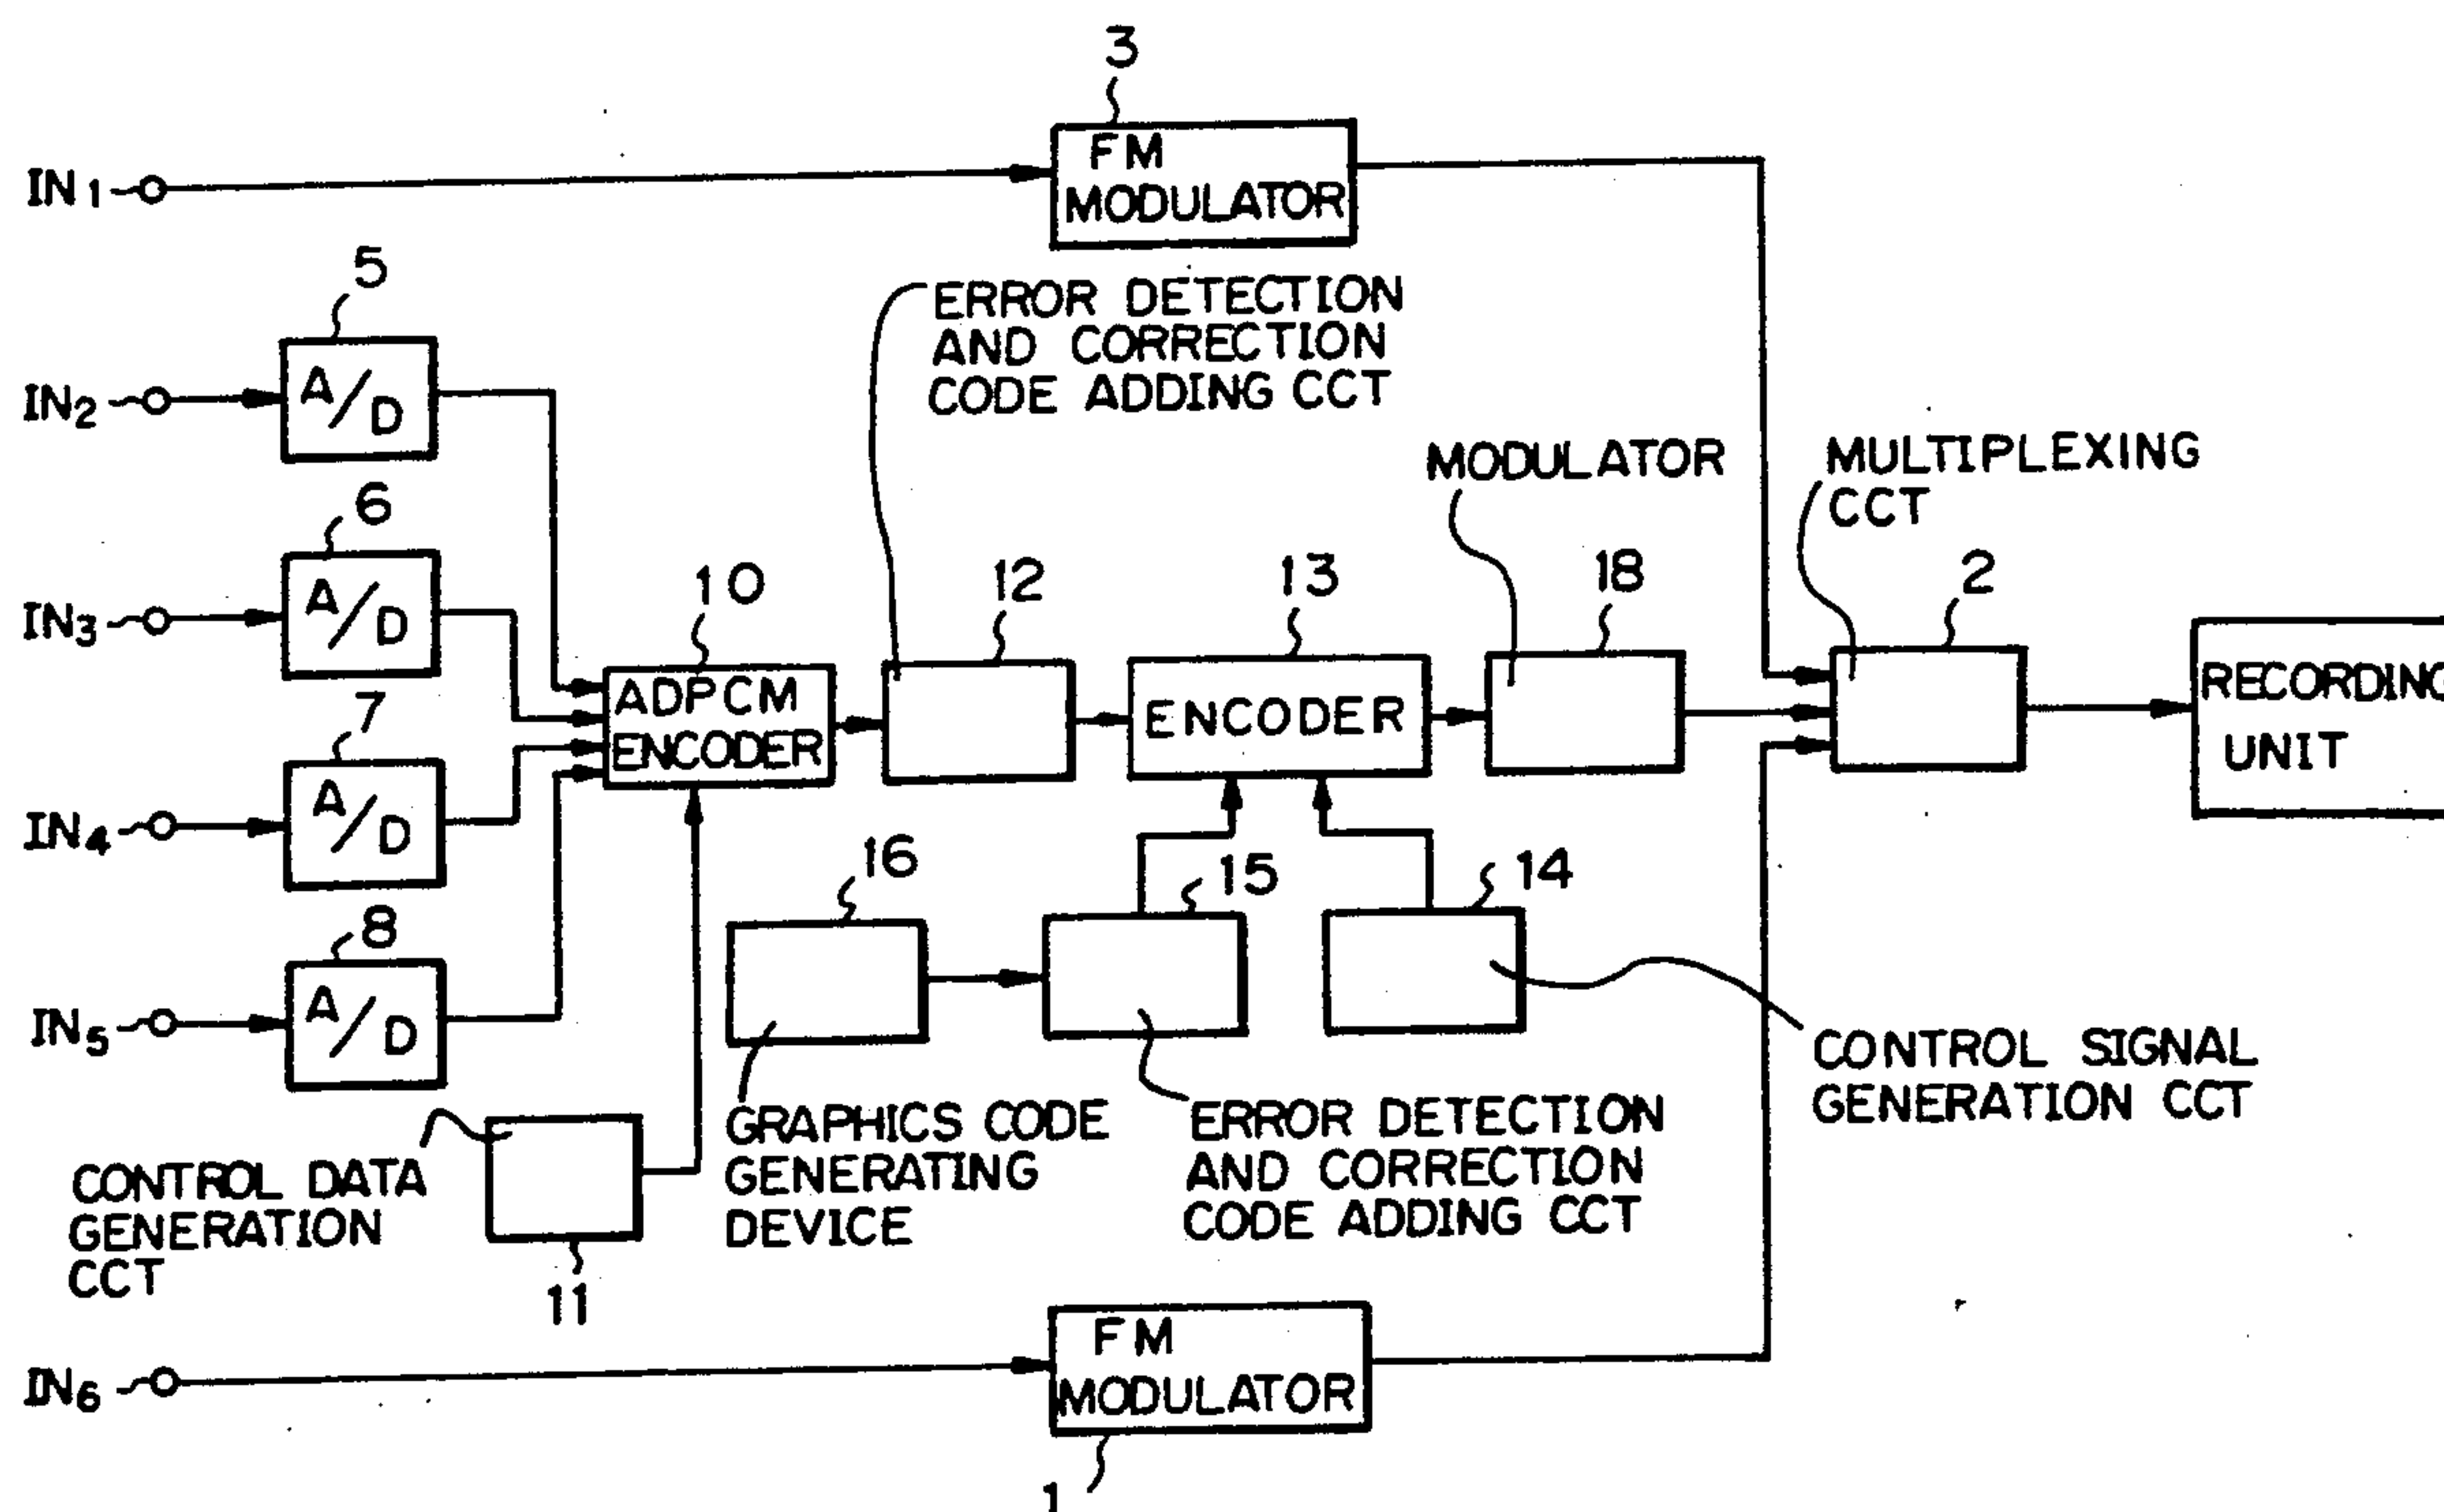 3
FM
MODULATOR
IN1
5
A/D
IN2
ERROR DETECTION
AND CORRECTION
CODE ADDING CCT
MODULATOR
MULTIPLEXING
CCT
6
A/D
IN3
10
ADPCM
ENCODER
12
13
ENCODER
18
2
RECORDING
UNIT
7
A/D
IN4
16
15
14
8
A/D
IN5
CONTROL SIGNAL
GENERATION CCT
GRAPHICS CODE
GENERATING
DEVICE
ERROR DETECTION
AND CORRECTION
CODE ADDING CCT
CONTROL DATA
GENERATION
CCT
11
FM
MODULATOR
IN6
1